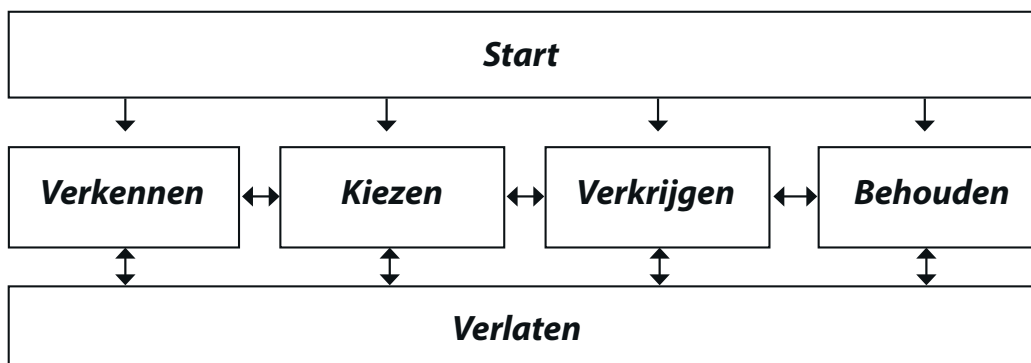 Start
Verkennen
Kiezen
Verkrijgen
Behouden
Verlaten